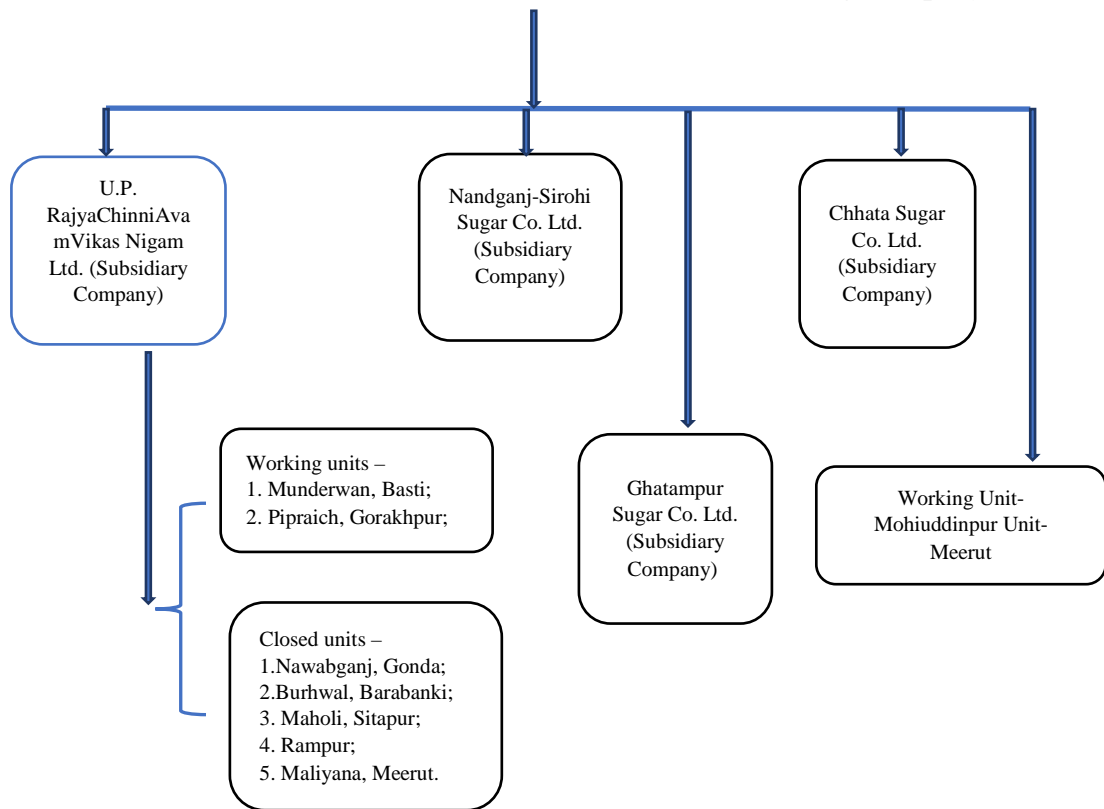 U.P.
RajyaChinniAva
mVikas Nigam
Ltd. (Subsidiary
Company)
Nandganj-Sirohi
Sugar Co. Ltd.
(Subsidiary
Company)
Chhata Sugar
Co. Ltd.
(Subsidiary
Company)
Working units –
1. Munderwan, Basti;
2. Pipraich, Gorakhpur;
Ghatampur
Sugar Co. Ltd.
(Subsidiary
Company)
Working Unit-
Mohiuddinpur Unit-
Meerut
Closed units –
1.Nawabganj, Gonda;
2.Burhwal, Barabanki;
3. Maholi, Sitapur;
4. Rampur;
5. Maliyana, Meerut.